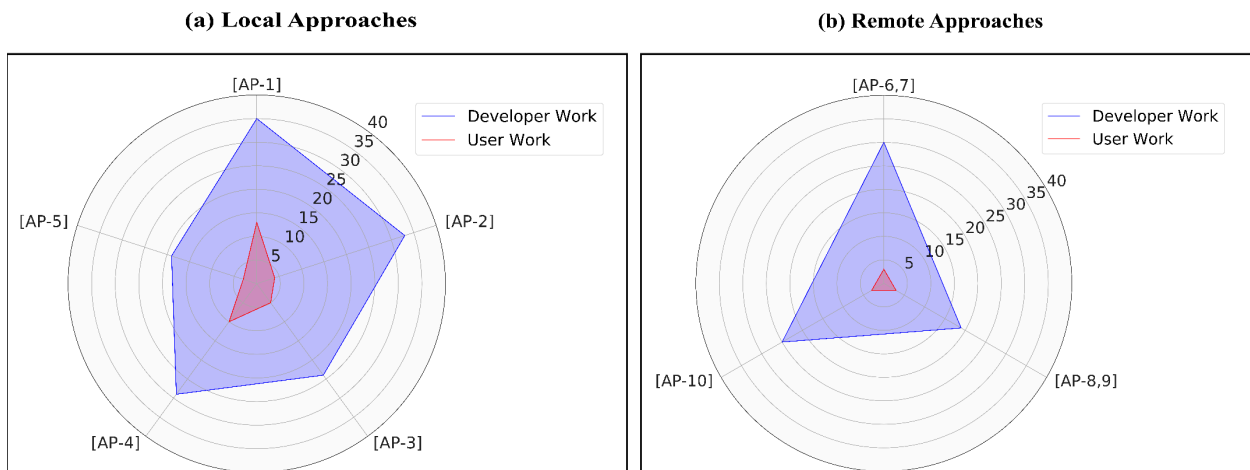 (a) Local Approaches
[AP-1]
Developer Work
User Work
40
35
30
25
20
15
10
5
[AP-5]
[AP-2]
[AP-4]
[AP-3]
(b) Remote Approaches
[AP-6,7]
Developer Work
User Work
5
10
15
20
25
30
35
40
[AP-10]
[AP-8,9]